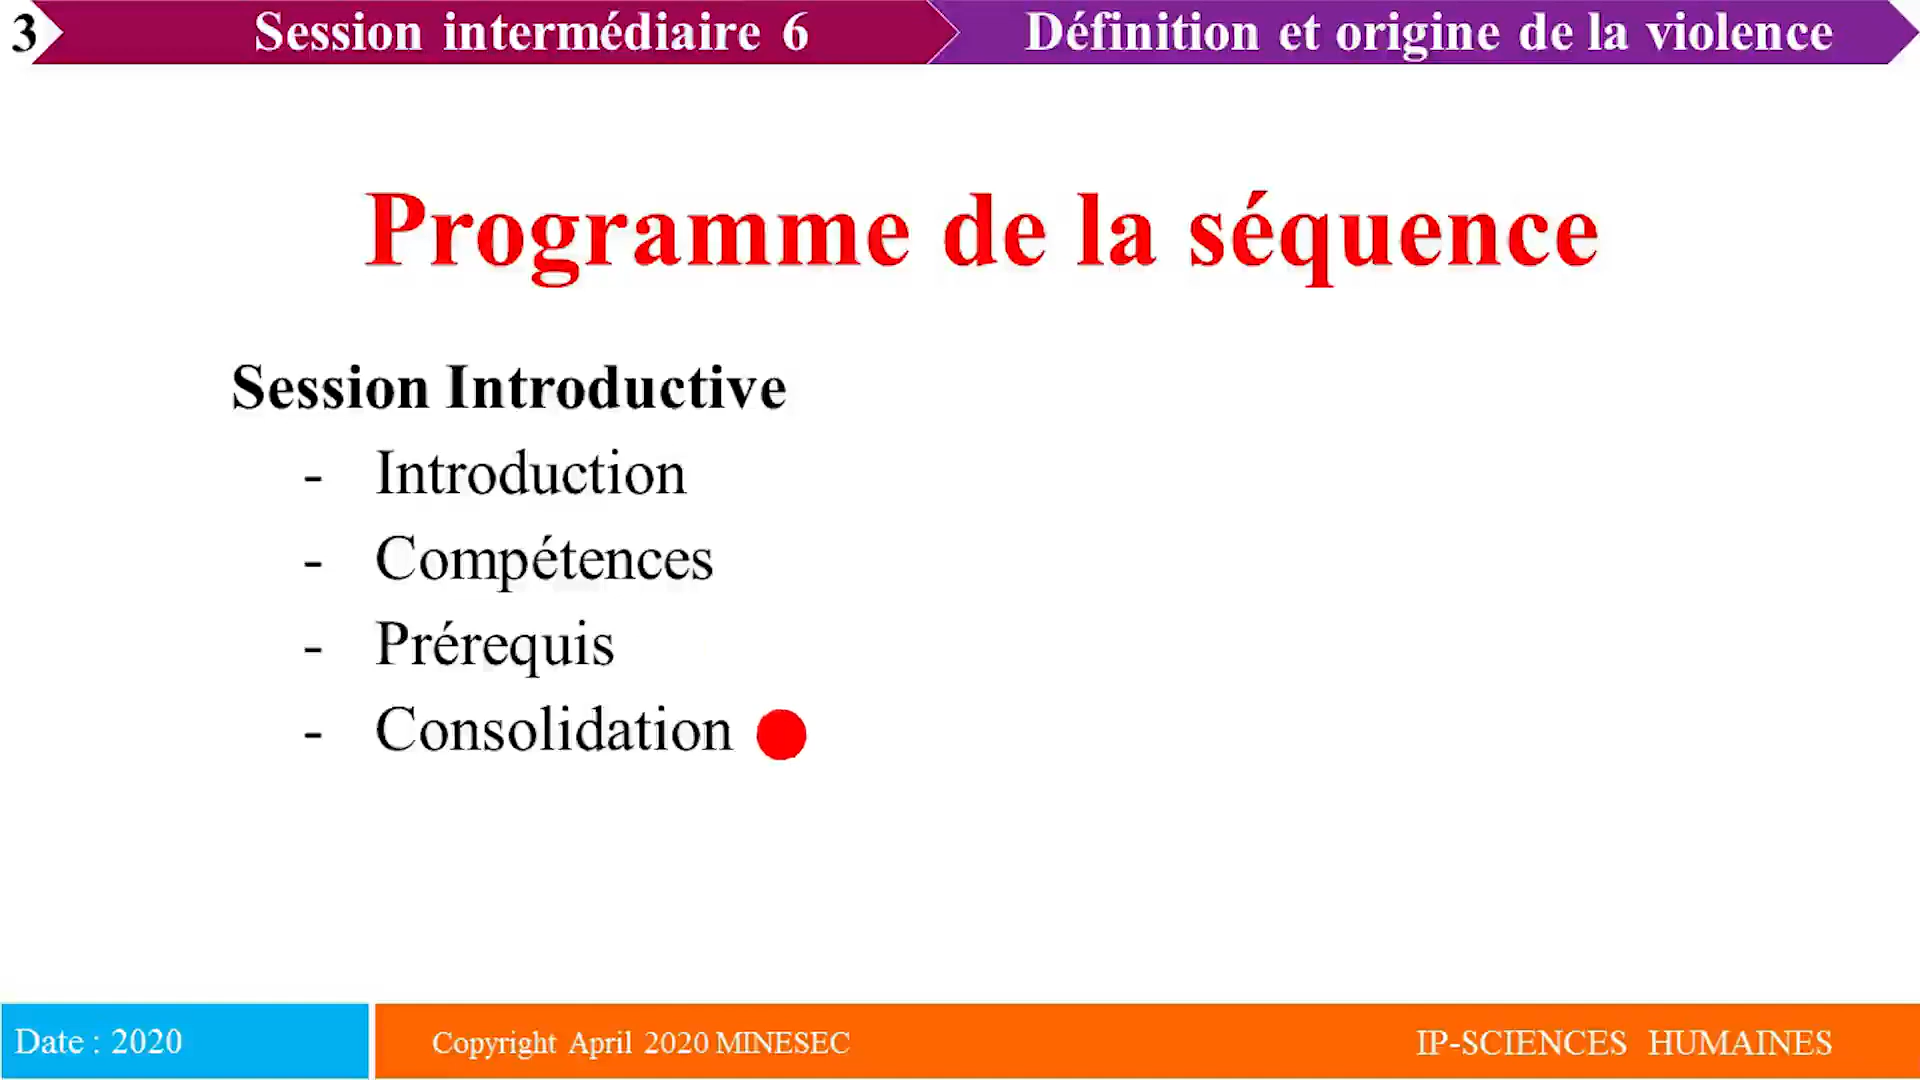 3
Session intermédiaire 6
Définition et origine de la violence
Programme de la séquence
Session Introductive
- Introduction
- Compétences
- Prérequis
- Consolidation
Date : 2020
Copyright April 2020 MINESEC
IP-SCIENCES HUMAINES